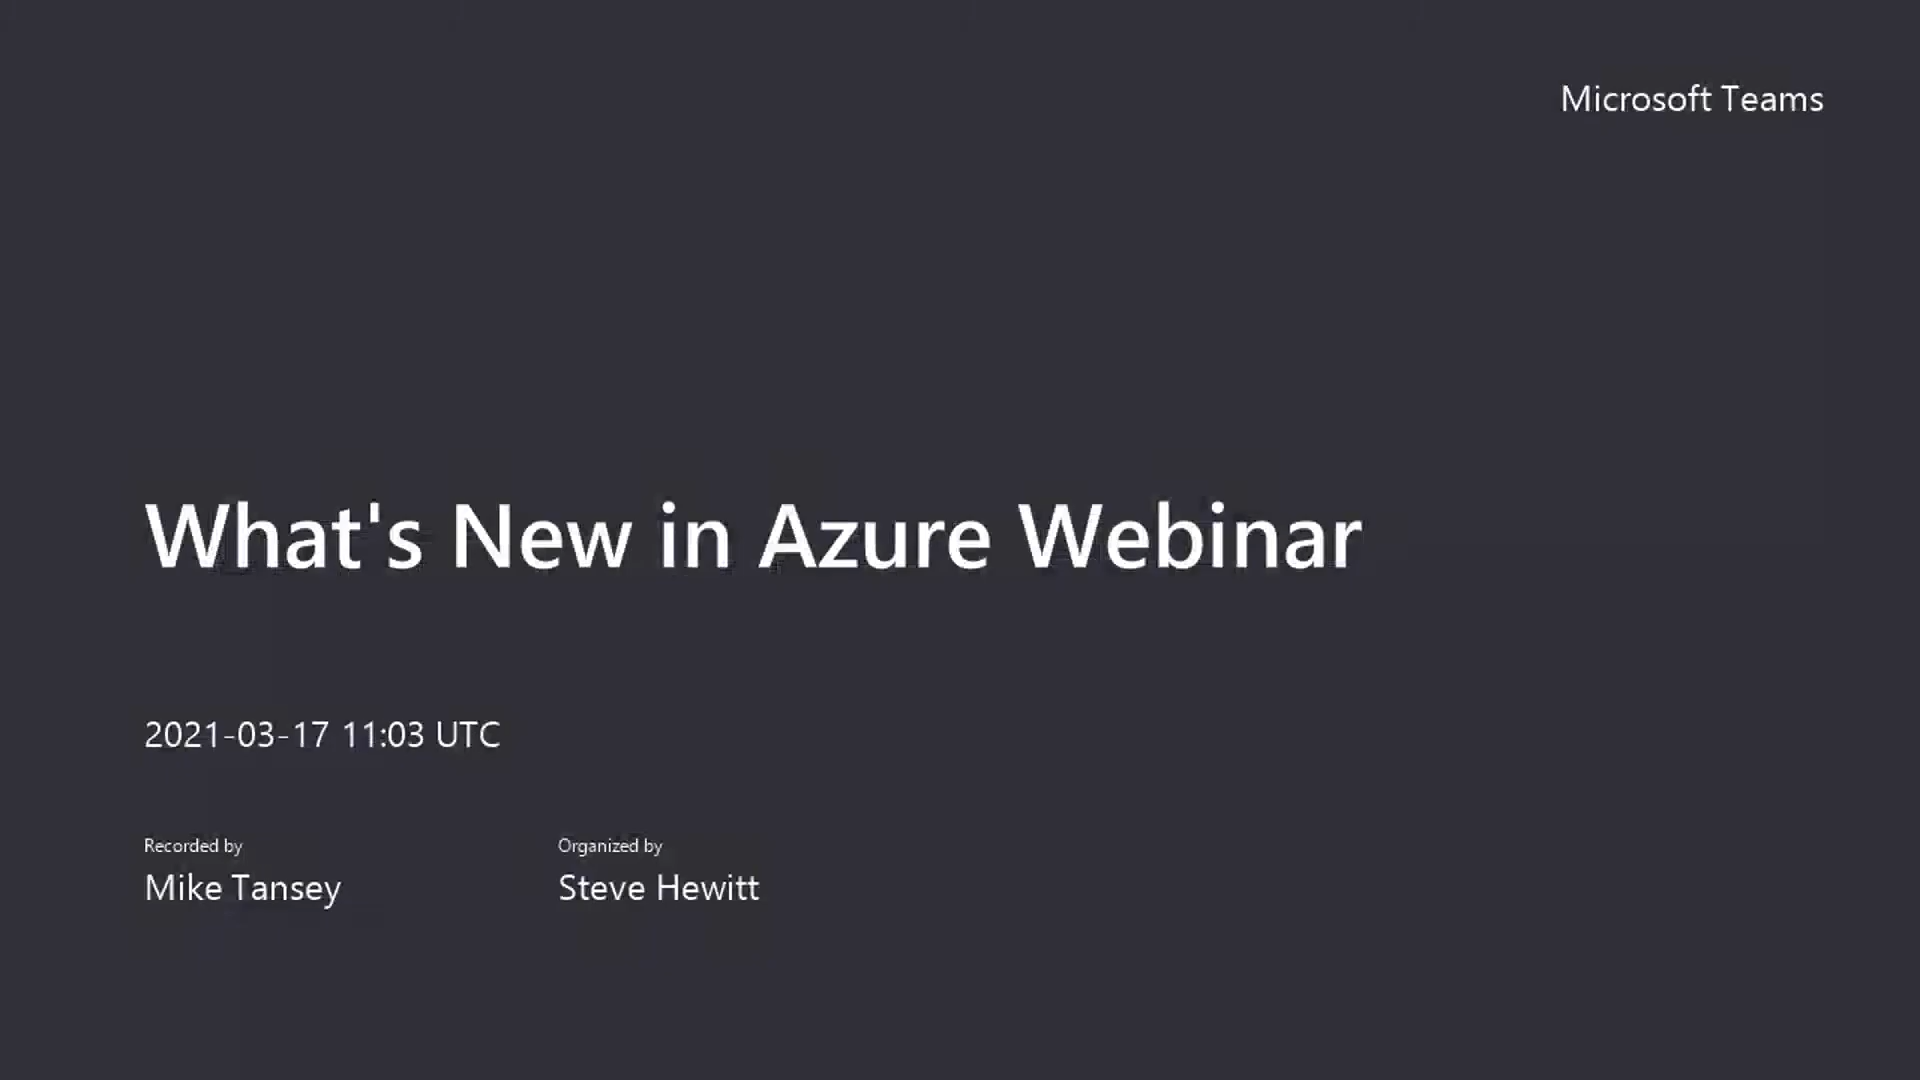 Microsoft Teams
What's New in Azure Webinar
2021-03-17 11:03 UTC
Recorded by
Mike Tansey
Organized by
Steve Hewitt